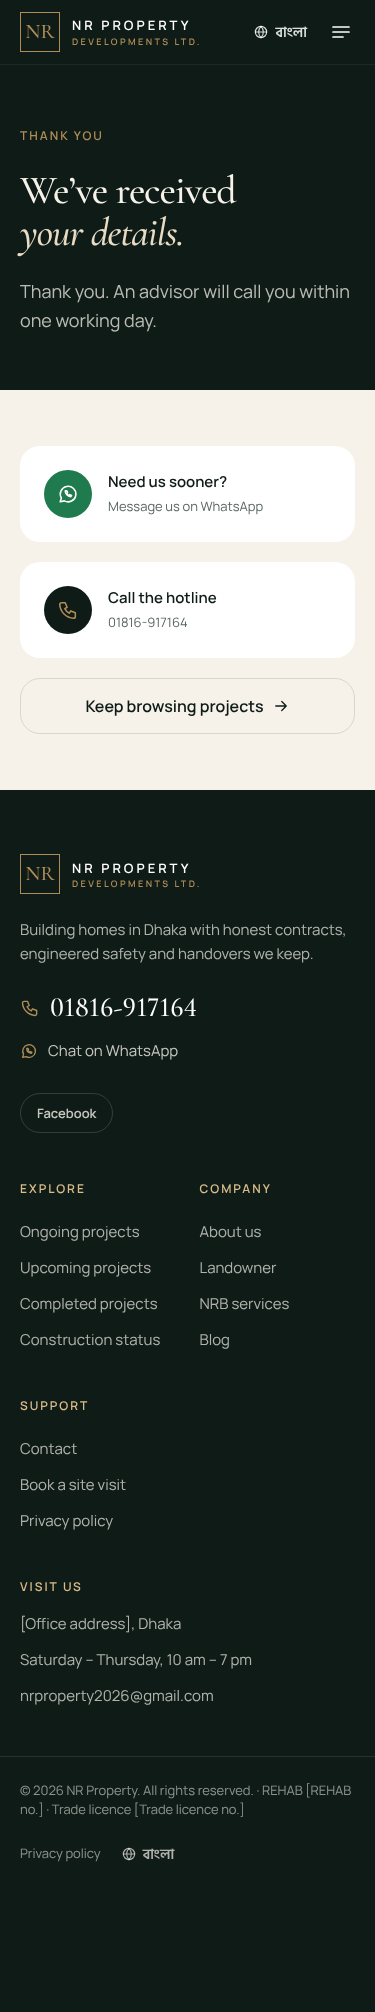 NR
NR PROPERTY
DEVELOPMENTS LTD.
বাংলা
THANK YOU
We’ve received
your details.
Thank you. An advisor will call you within
one working day.
Need us sooner?
Message us on WhatsApp
Call the hotline
01816-917164
Keep browsing projects →
NR
NR PROPERTY
DEVELOPMENTS LTD.
Building homes in Dhaka with honest contracts,
engineered safety and handovers we keep.
01816-917164
Chat on WhatsApp
Facebook
EXPLORE
Ongoing projects
Upcoming projects
Completed projects
Construction status
COMPANY
About us
Landowner
NRB services
Blog
SUPPORT
Contact
Book a site visit
Privacy policy
VISIT US
[Office address], Dhaka
Saturday – Thursday, 10 am – 7 pm
nrproperty2026@gmail.com
© 2026 NR Property. All rights reserved. · REHAB [REHAB
no.] · Trade licence [Trade licence no.]
Privacy policy
বাংলা